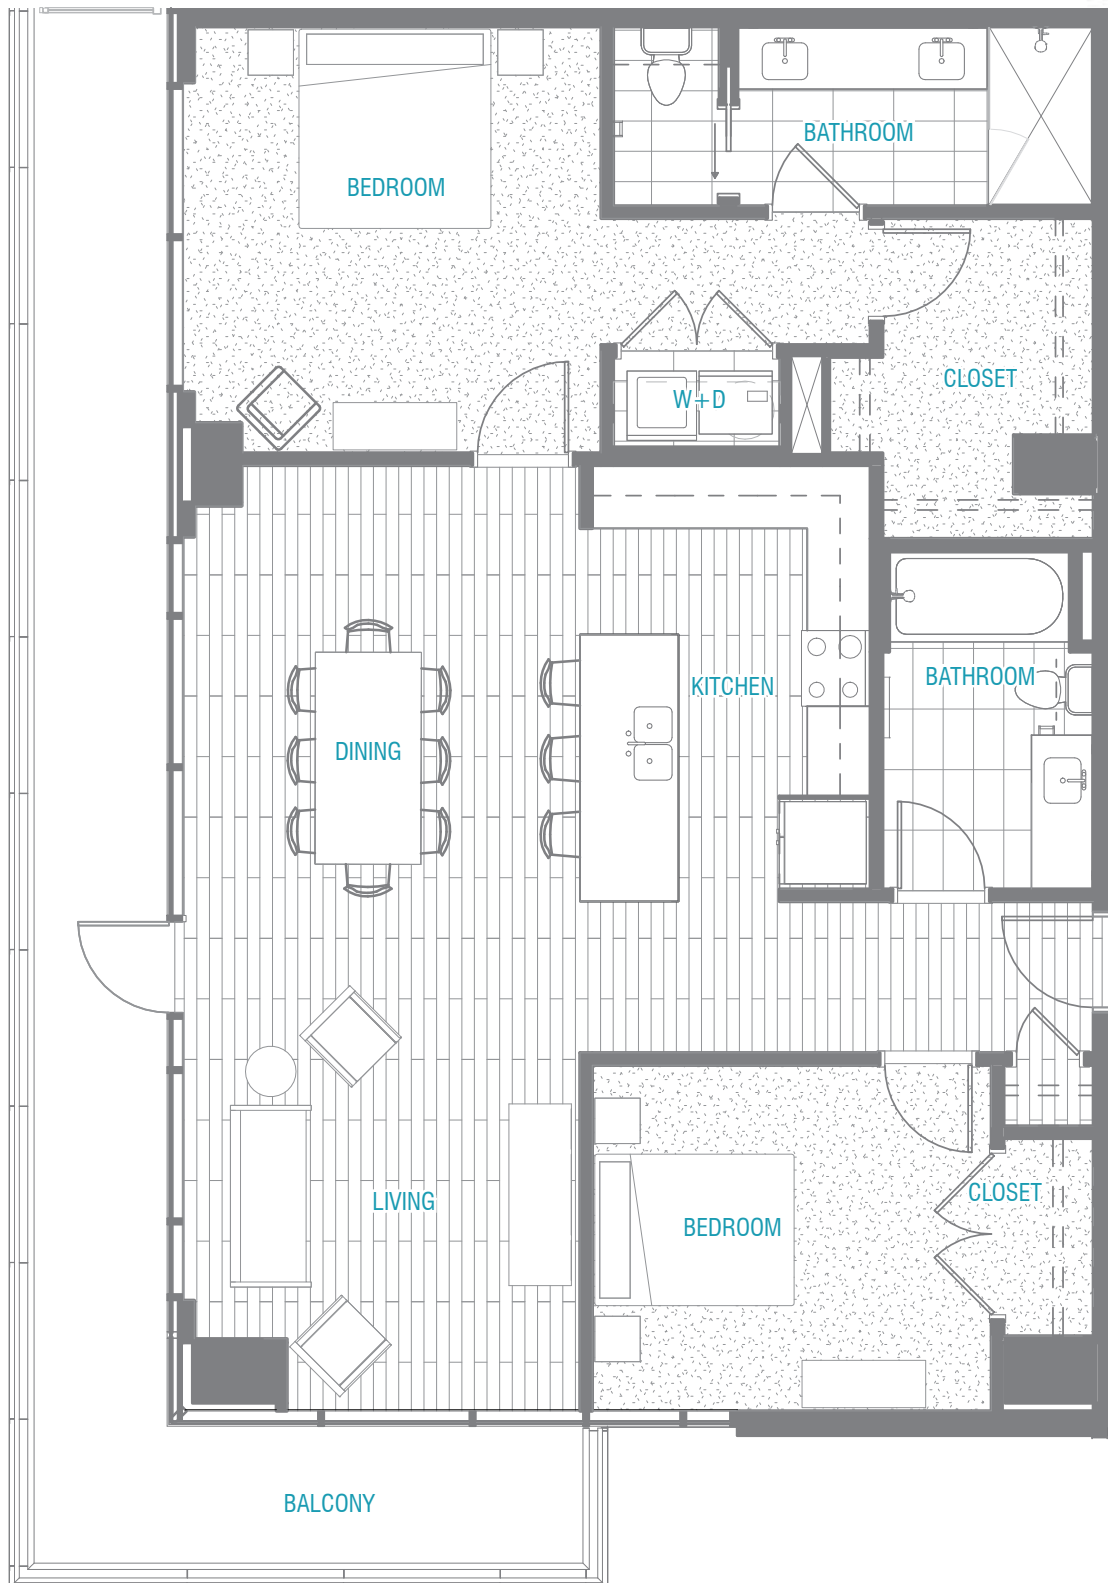 BATHROOM
BEDROOM
CLOSET
W+D
BATHROOM
KITCHEN
DINING
CLOSET
LIVING
BEDROOM
BALCONY